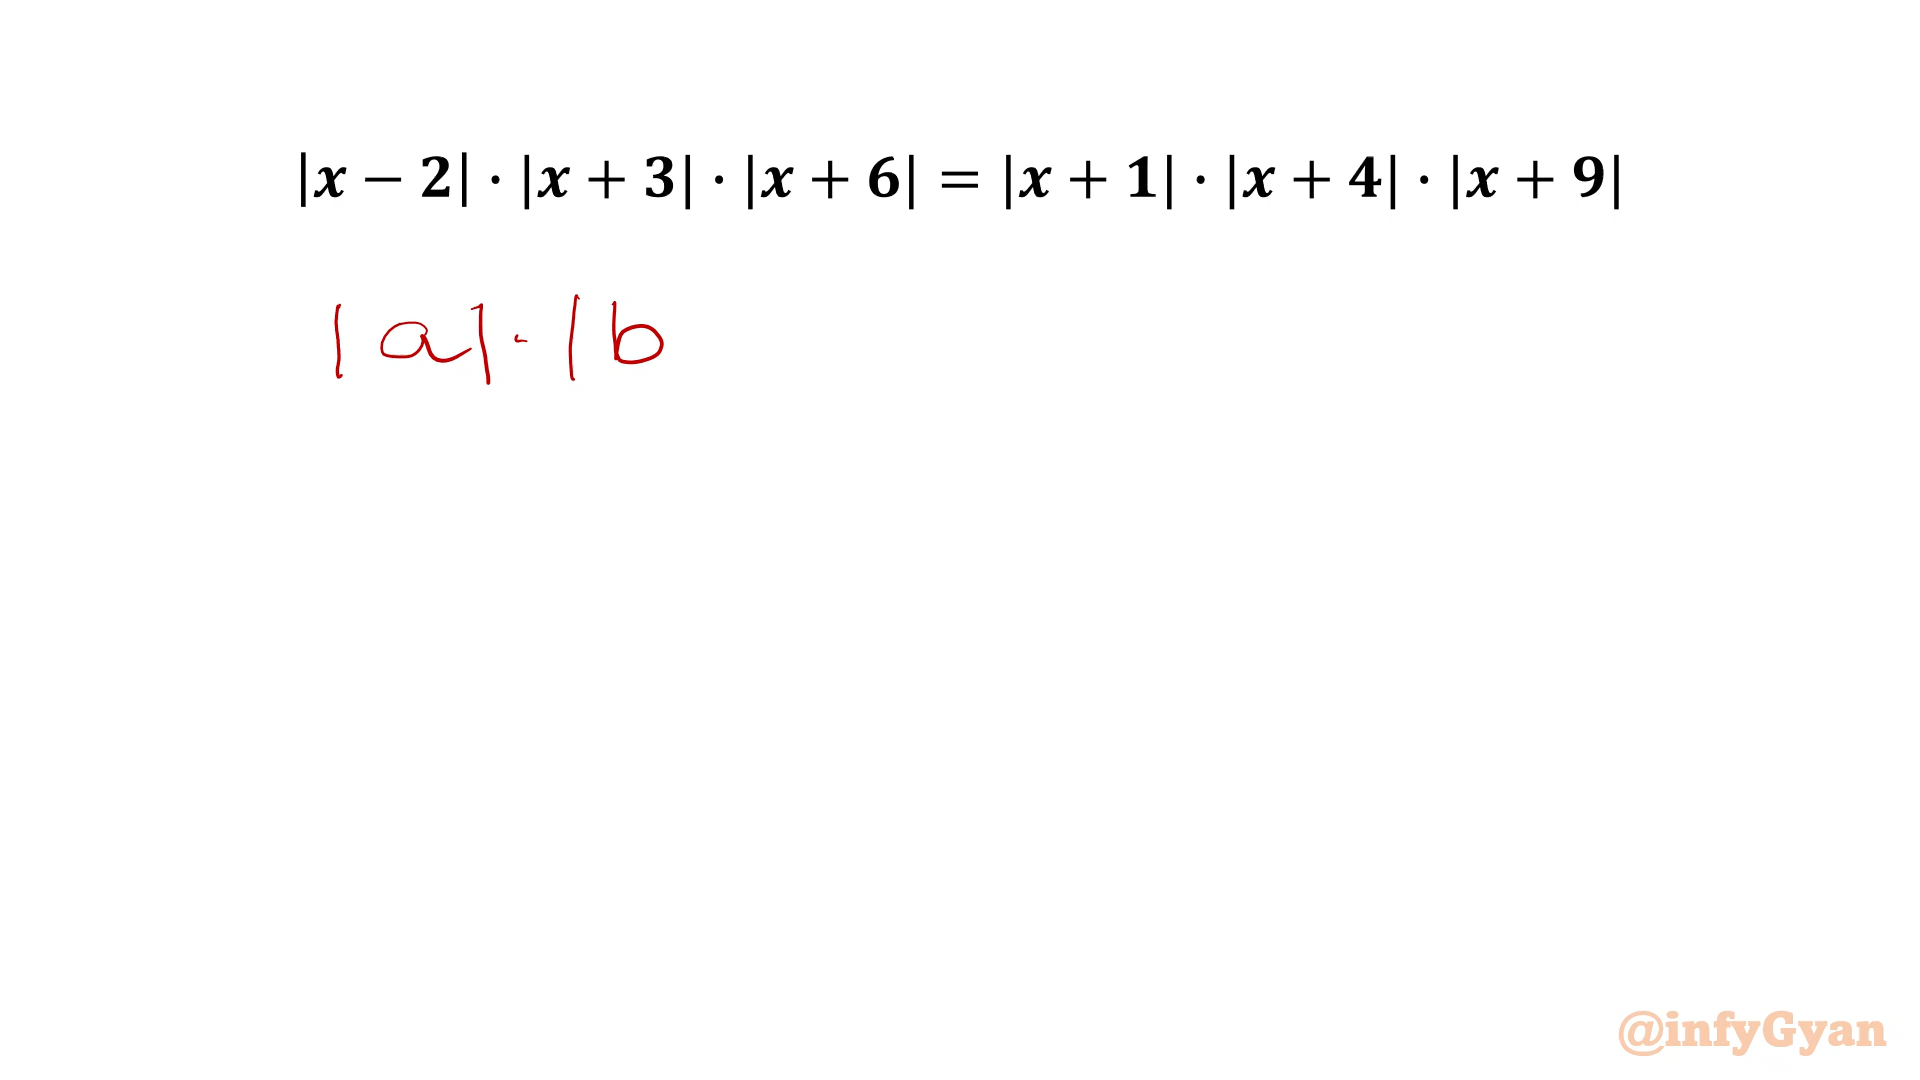 |x − 2| · |x + 3| · |x + 6| = |x + 1| · |x + 4| · |x + 9|
|a| · |b
@infyGyan